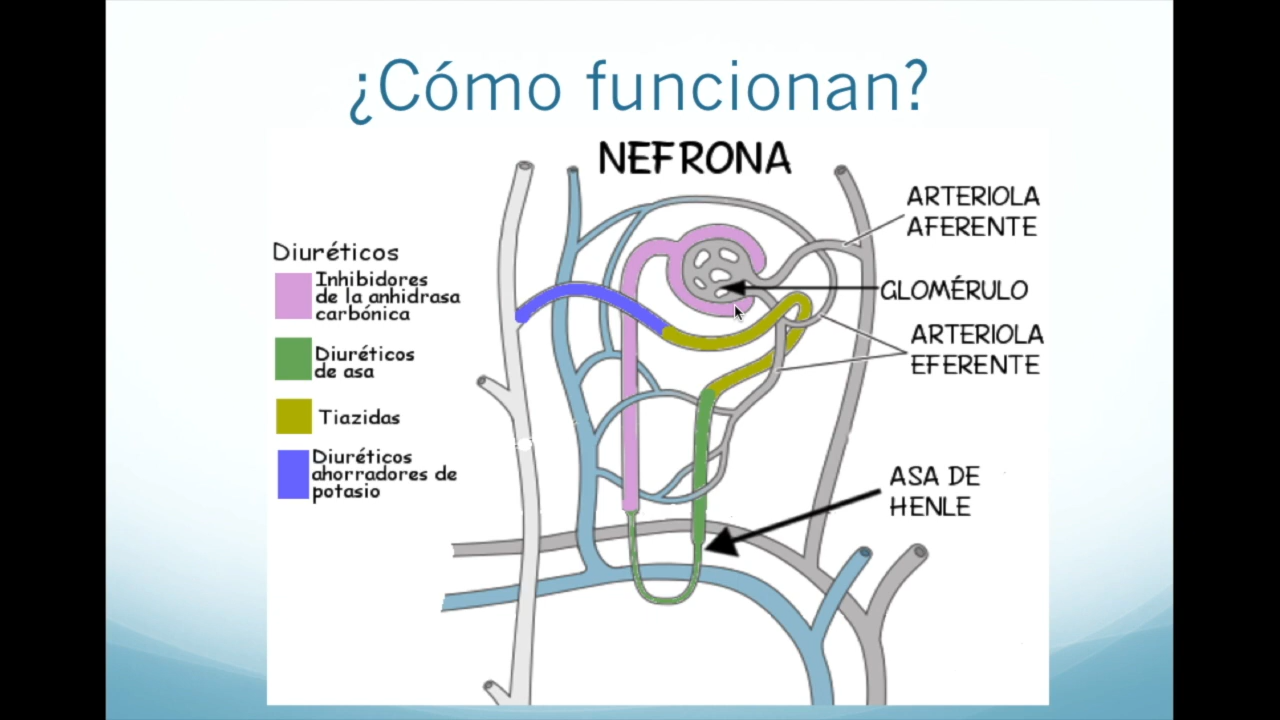 ¿Cómo funcionan?
NEFRONA
ARTERIOLA
AFERENTE
GLOMÉRULO
ARTERIOLA
EFERENTE
ASA DE
HENLE
Diuréticos
Inhibidores
de la anhidrasa
carbónica
Diuréticos
de asa
Tiazidas
Diuréticos
ahorradores de
potasio